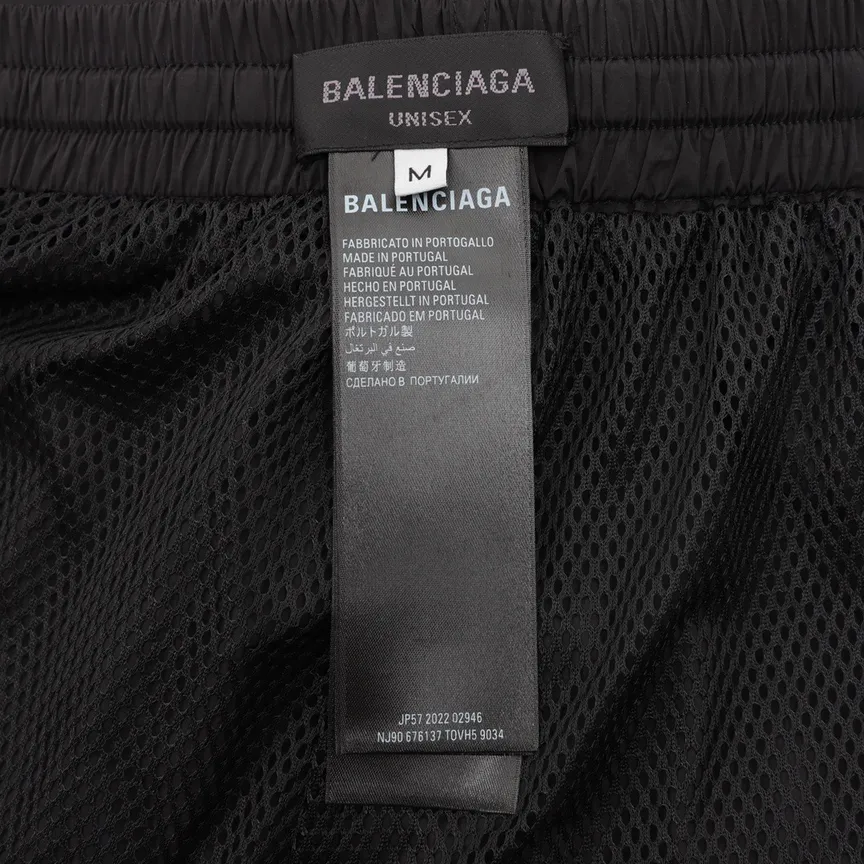 BALENCIAGA
UNISEX
M
BALENCIAGA
FABBRICATO IN PORTOGALLO
MADE IN PORTUGAL
FABRIQUÉ AU PORTUGAL
HECHO EN PORTUGAL
HERGESTELLT IN PORTUGAL
FABRICADO EM PORTUGAL
ポルトガル製
صنع في البرتغال
葡萄牙制造
СДЕЛАНО В ПОРТУГАЛИИ
JP57 2022 02946
NJ90 676137 TOVH5 9034